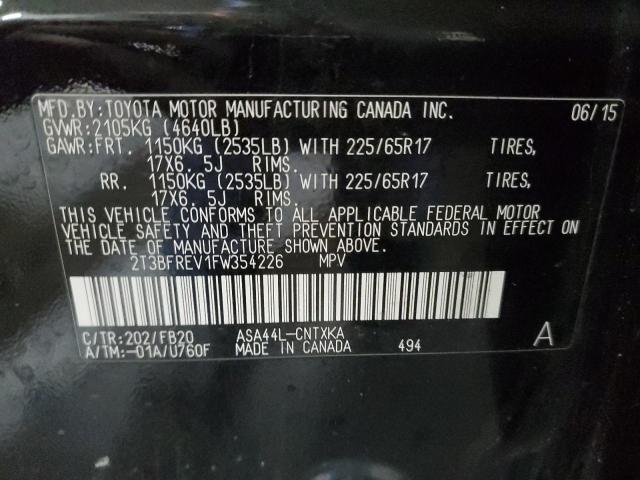 MFD.BY:TOYOTA MOTOR MANUFACTURING CANADA INC. 06/15
GVWR:2105KG (4640LB)
GAWR:FRT. 1150KG (2535LB) WITH 225/65R17 TIRES,
17X6. 5J RIMS.
RR. 1150KG (2535LB) WITH 225/65R17 TIRES,
17X6. 5J RIMS.
THIS VEHICLE CONFORMS TO ALL APPLICABLE FEDERAL MOTOR
VEHICLE SAFETY AND THEFT PREVENTION STANDARDS IN EFFECT ON
THE DATE OF MANUFACTURE SHOWN ABOVE.
2T3BFREV1FW354226 MPV
C/TR:202/FB20 ASA44L-CNTXKA A
A/TM:-01A/U760F MADE IN CANADA 494